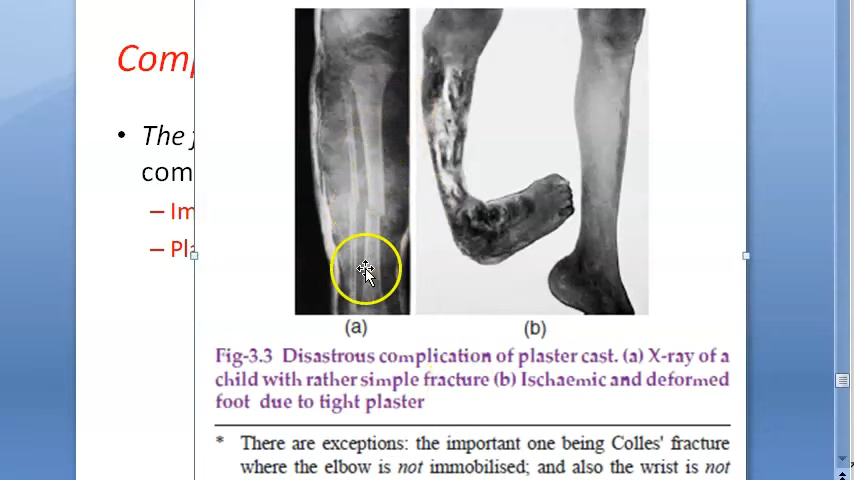 Com
• The f
com
– Im
– Pla
(a)
(b)
Fig-3.3 Disastrous complication of plaster cast. (a) X-ray of a
child with rather simple fracture (b) Ischaemic and deformed
foot due to tight plaster
* There are exceptions: the important one being Colles' fracture
where the elbow is not immobilised; and also the wrist is not